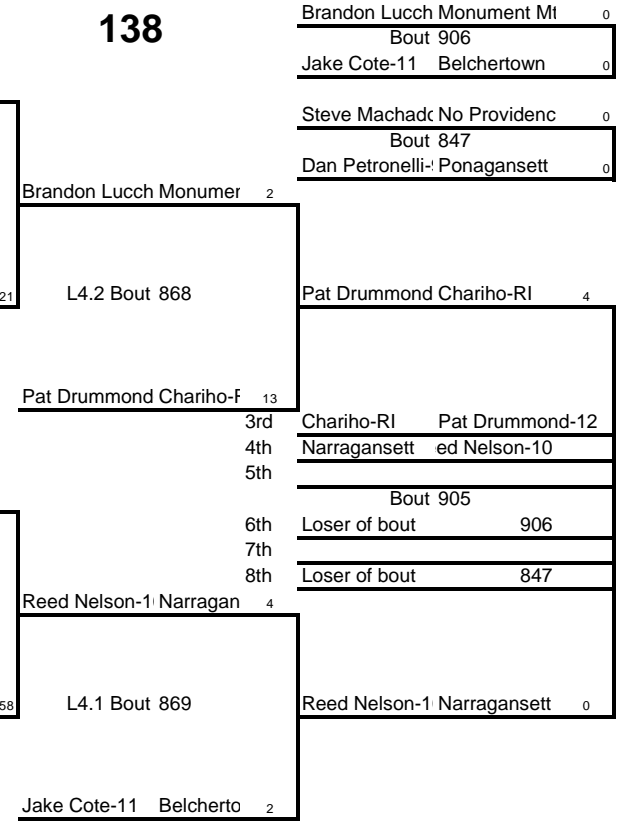 138
Brandon Lucch Monument Mt 0
Bout 906
Jake Cote-11 Belchertown 0
Steve Machado No Providenc 0
Bout 847
Dan Petronelli- Ponagansett 0
Brandon Lucch Monumen 2
21 L4.2 Bout 868
Pat Drummond Chariho-RI 4
Pat Drummond Chariho-R 13
3rd Chariho-RI Pat Drummond-12
4th Narragansett ed Nelson-10
5th
Bout 905
6th Loser of bout 906
7th
8th Loser of bout 847
Reed Nelson-1 Narragan 4
58 L4.1 Bout 869
Reed Nelson-1 Narragansett 0
Jake Cote-11 Belcherto 2